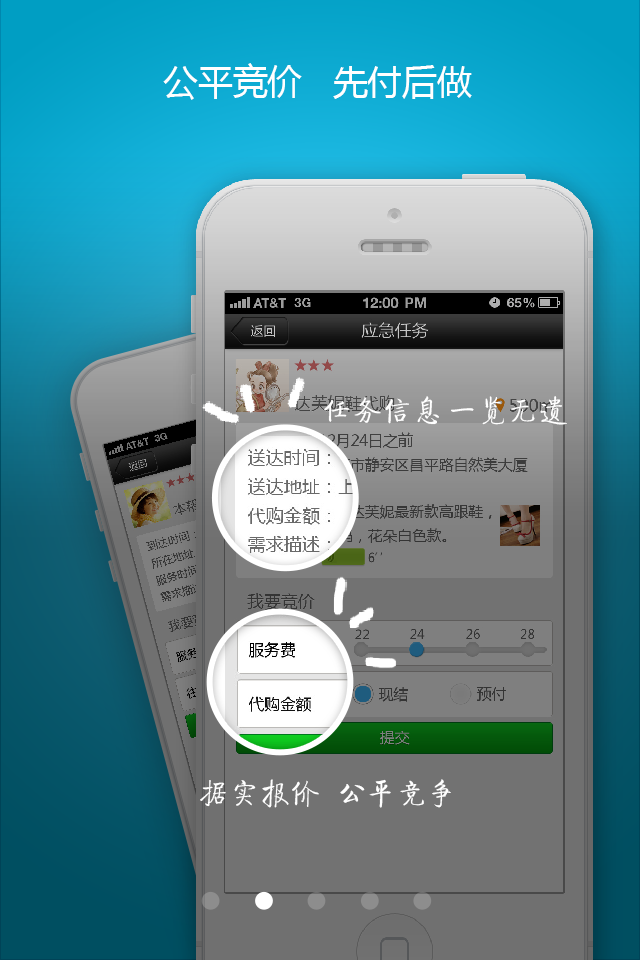 公平竞价 先付后做
AT&T 3G 12:00 PM 65%
返回 应急任务
达芙妮鞋代购
任务信息一览无遗
2月24日之前
送达时间：
市静安区昌平路自然美大厦
送达地址：上
代购金额：
达芙妮最新款高跟鞋，
花朵白色款。
需求描述：
6''
我要竞价
服务费
22 24 26 28
代购金额
现结 预付
提交
据实报价 公平竞争
AT&T 3G
返回
到达时间：
所在地址
服务时间
需求描
我要
服务